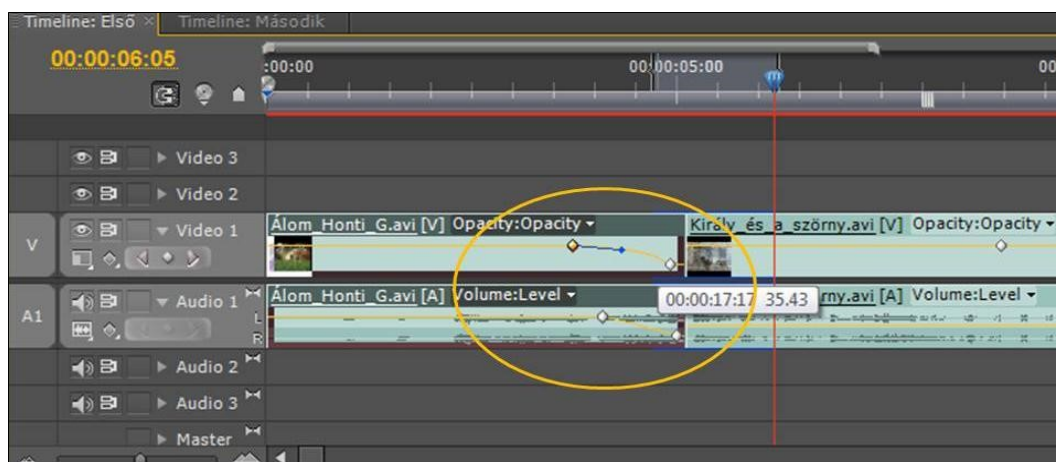 Timeline: Első × Timeline: Második
00:00:06:05
:00:00 00:00:05:00 00
Video 3
Video 2
V Video 1 Álom_Honti_G.avi [V] Opacity:Opacity Király_és_a_szörny.avi [V] Opacity:Opacity
A1 Audio 1 L R Álom_Honti_G.avi [A] Volume:Level rny.avi [A] Volume:Level
00:00:17:17 35.43
Audio 2
Audio 3
Master